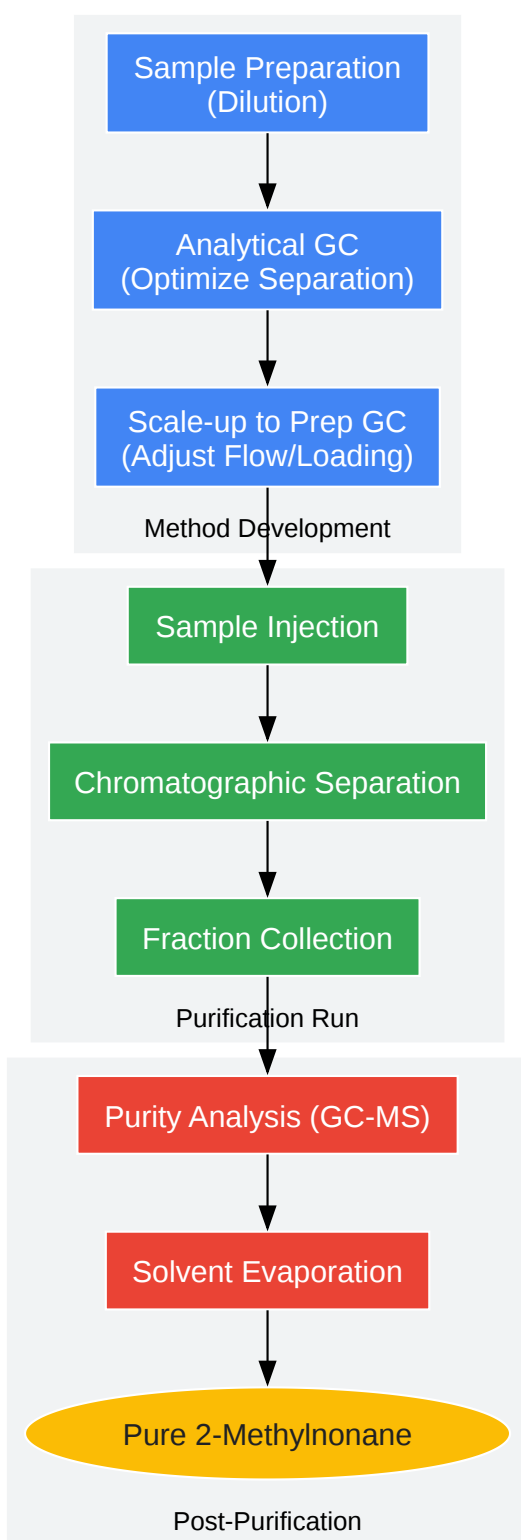 Sample Preparation
(Dilution)
Analytical GC
(Optimize Separation)
Scale-up to Prep GC
(Adjust Flow/Loading)
Method Development
Sample Injection
Chromatographic Separation
Fraction Collection
Purification Run
Purity Analysis (GC-MS)
Solvent Evaporation
Pure 2-Methylnonane
Post-Purification